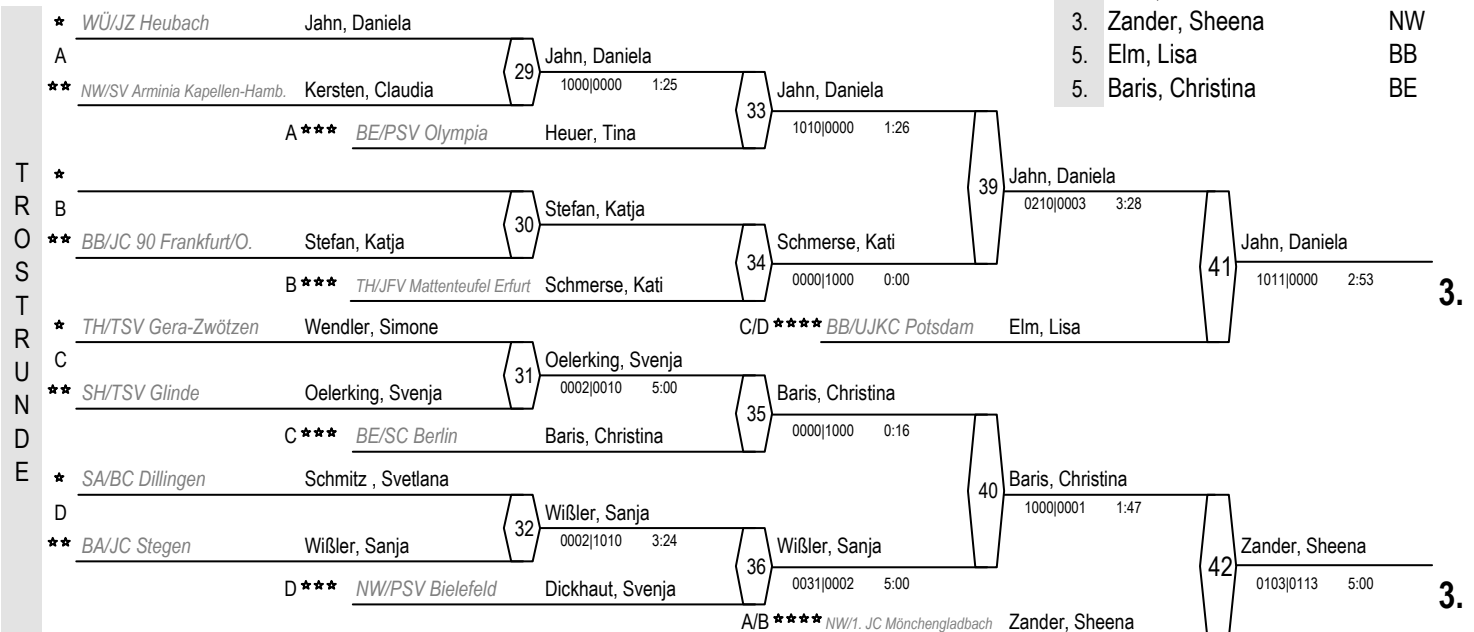 3. Zander, Sheena NW
5. Elm, Lisa BB
5. Baris, Christina BE
TROSTRUNDE
* WÜ/JZ Heubach Jahn, Daniela
A
** NW/SV Arminia Kapellen-Hamb. Kersten, Claudia
29 Jahn, Daniela
1000|0000 1:25
A *** BE/PSV Olympia Heuer, Tina
33 Jahn, Daniela
1010|0000 1:26
*
B
** BB/JC 90 Frankfurt/O. Stefan, Katja
30 Stefan, Katja
B *** TH/JFV Mattenteufel Erfurt Schmerse, Kati
34 Schmerse, Kati
0000|1000 0:00
39 Jahn, Daniela
0210|0003 3:28
C/D **** BB/UJKC Potsdam Elm, Lisa
41 Jahn, Daniela
1011|0000 2:53
3.
* TH/TSV Gera-Zwötzen Wendler, Simone
C
** SH/TSV Glinde Oelerking, Svenja
31 Oelerking, Svenja
0002|0010 5:00
C *** BE/SC Berlin Baris, Christina
35 Baris, Christina
0000|1000 0:16
* SA/BC Dillingen Schmitz , Svetlana
D
** BA/JC Stegen Wißler, Sanja
32 Wißler, Sanja
0002|1010 3:24
D *** NW/PSV Bielefeld Dickhaut, Svenja
36 Wißler, Sanja
0031|0002 5:00
40 Baris, Christina
1000|0001 1:47
A/B **** NW/1. JC Mönchengladbach Zander, Sheena
42 Zander, Sheena
0103|0113 5:00
3.